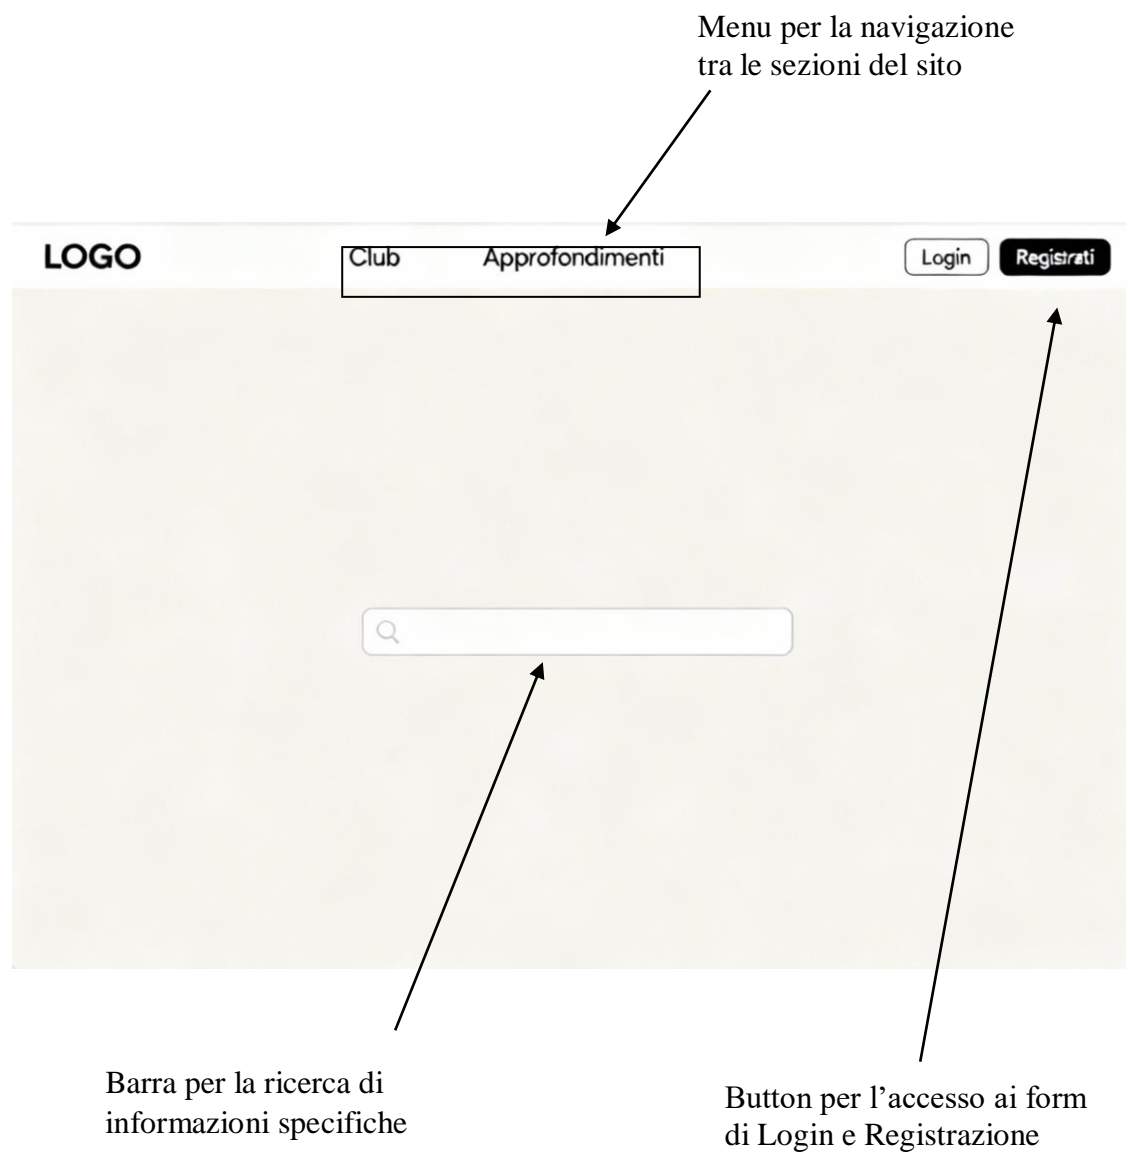 Menu per la navigazione
tra le sezioni del sito
LOGO
Club
Approfondimenti
Login
Registrati
Barra per la ricerca di
informazioni specifiche
Button per l’accesso ai form
di Login e Registrazione